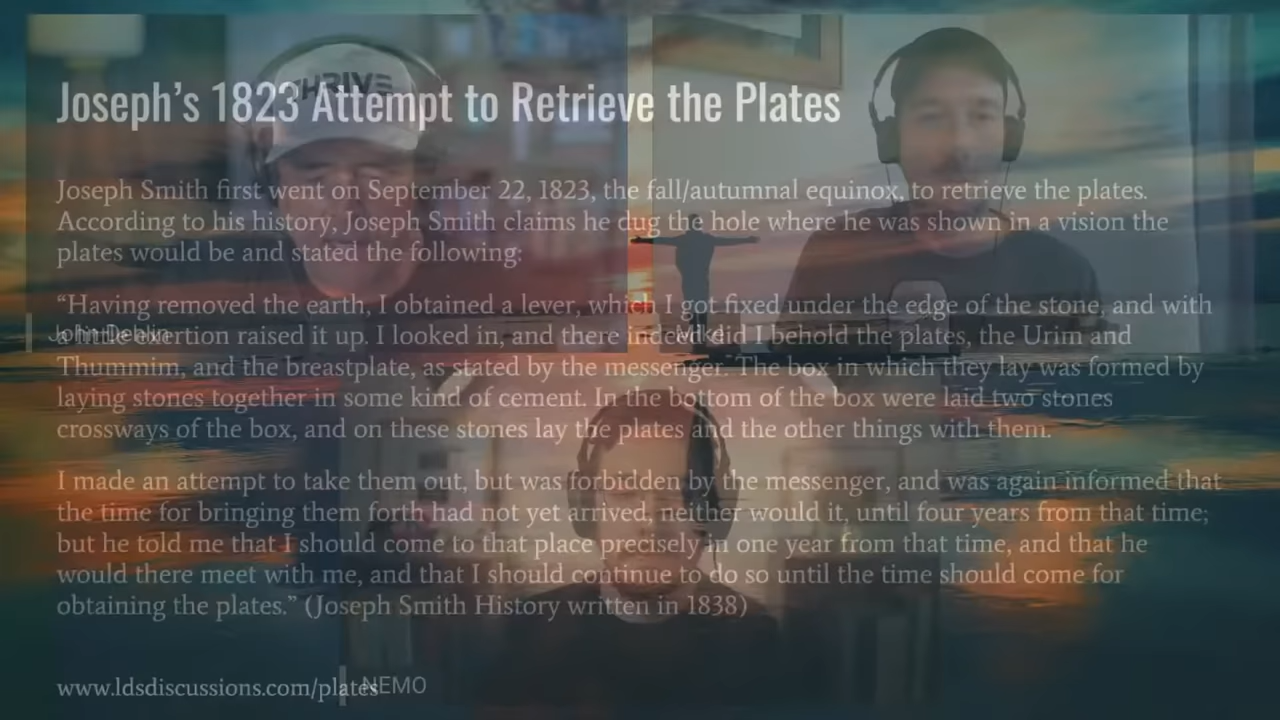 THRIVE
Joseph's 1823 Attempt to Retrieve the Plates
Joseph Smith first went on September 22, 1823, the fall/autumnal equinox, to retrieve the plates.
According to his history, Joseph Smith claims he dug the hole where he was shown in a vision the
plates would be and stated the following:
“Having removed the earth, I obtained a lever, which I got fixed under the edge of the stone, and with
a little exertion raised it up. I looked in, and there indeed did I behold the plates, the Urim and
John Dehlin
Mike
Thummim, and the breastplate, as stated by the messenger. The box in which they lay was formed by
laying stones together in some kind of cement. In the bottom of the box were laid two stones
crossways of the box, and on these stones lay the plates and the other things with them.
I made an attempt to take them out, but was forbidden by the messenger, and was again informed that
the time for bringing them forth had not yet arrived, neither would it, until four years from that time;
but he told me that I should come to that place precisely in one year from that time, and that he
would there meet with me, and that I should continue to do so until the time should come for
obtaining the plates.” (Joseph Smith History written in 1838)
www.ldsdiscussions.com/plates
NEMO